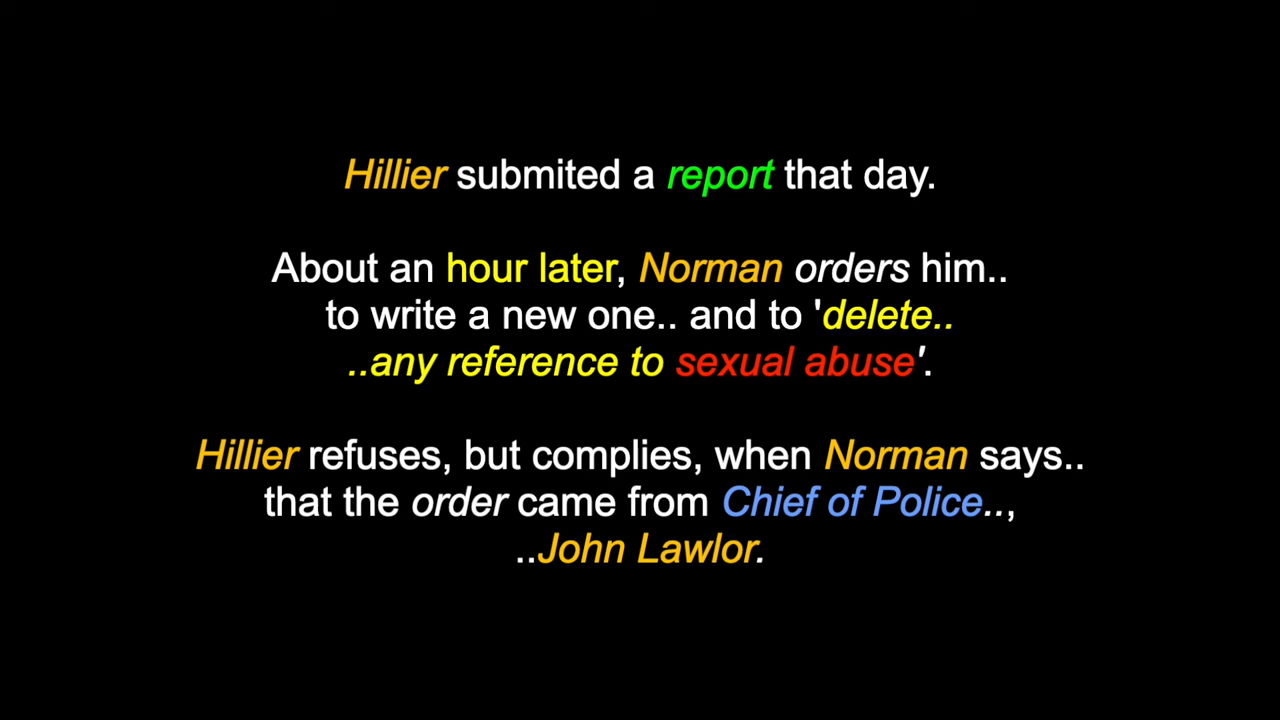 Hillier submited a report that day.
About an hour later, Norman orders him..
to write a new one.. and to 'delete..
..any reference to sexual abuse'.
Hillier refuses, but complies, when Norman says..
that the order came from Chief of Police..,
..John Lawlor.